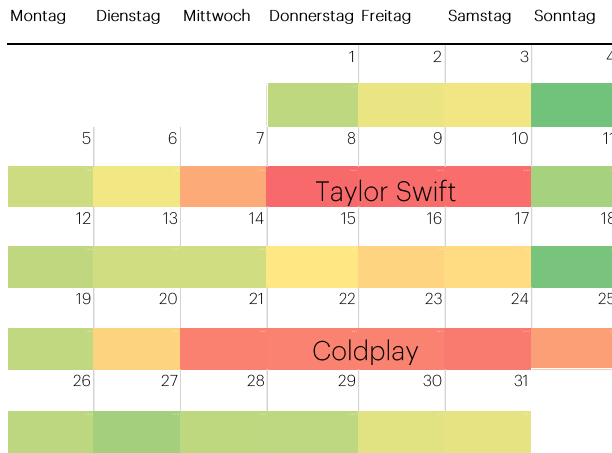 Montag Dienstag Mittwoch Donnerstag Freitag Samstag Sonntag
1 2 3 4
5 6 7 8 9 10 11
Taylor Swift
12 13 14 15 16 17 18
19 20 21 22 23 24 25
Coldplay
26 27 28 29 30 31